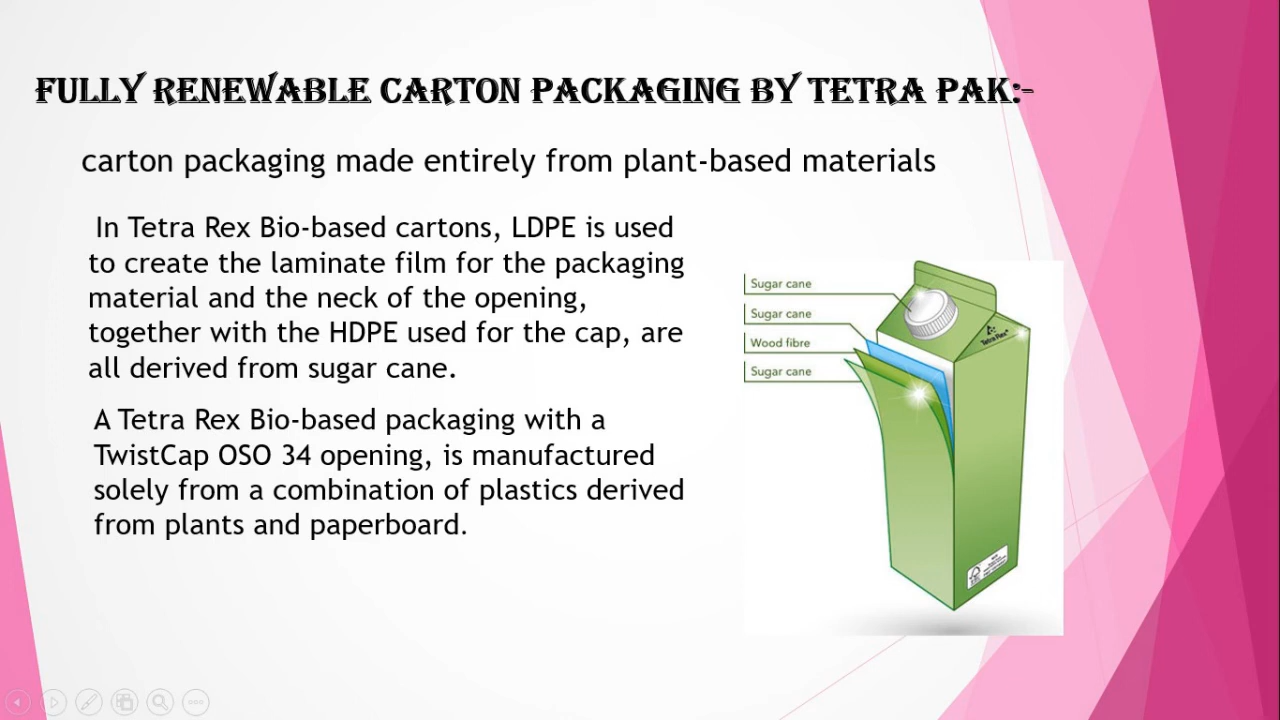 FULLY RENEWABLE CARTON PACKAGING BY TETRA PAK:-
carton packaging made entirely from plant-based materials
In Tetra Rex Bio-based cartons, LDPE is used
to create the laminate film for the packaging
material and the neck of the opening,
together with the HDPE used for the cap, are
all derived from sugar cane.
A Tetra Rex Bio-based packaging with a
TwistCap OSO 34 opening, is manufactured
solely from a combination of plastics derived
from plants and paperboard.
Sugar cane
Sugar cane
Wood fibre
Sugar cane
Tetra Rex®